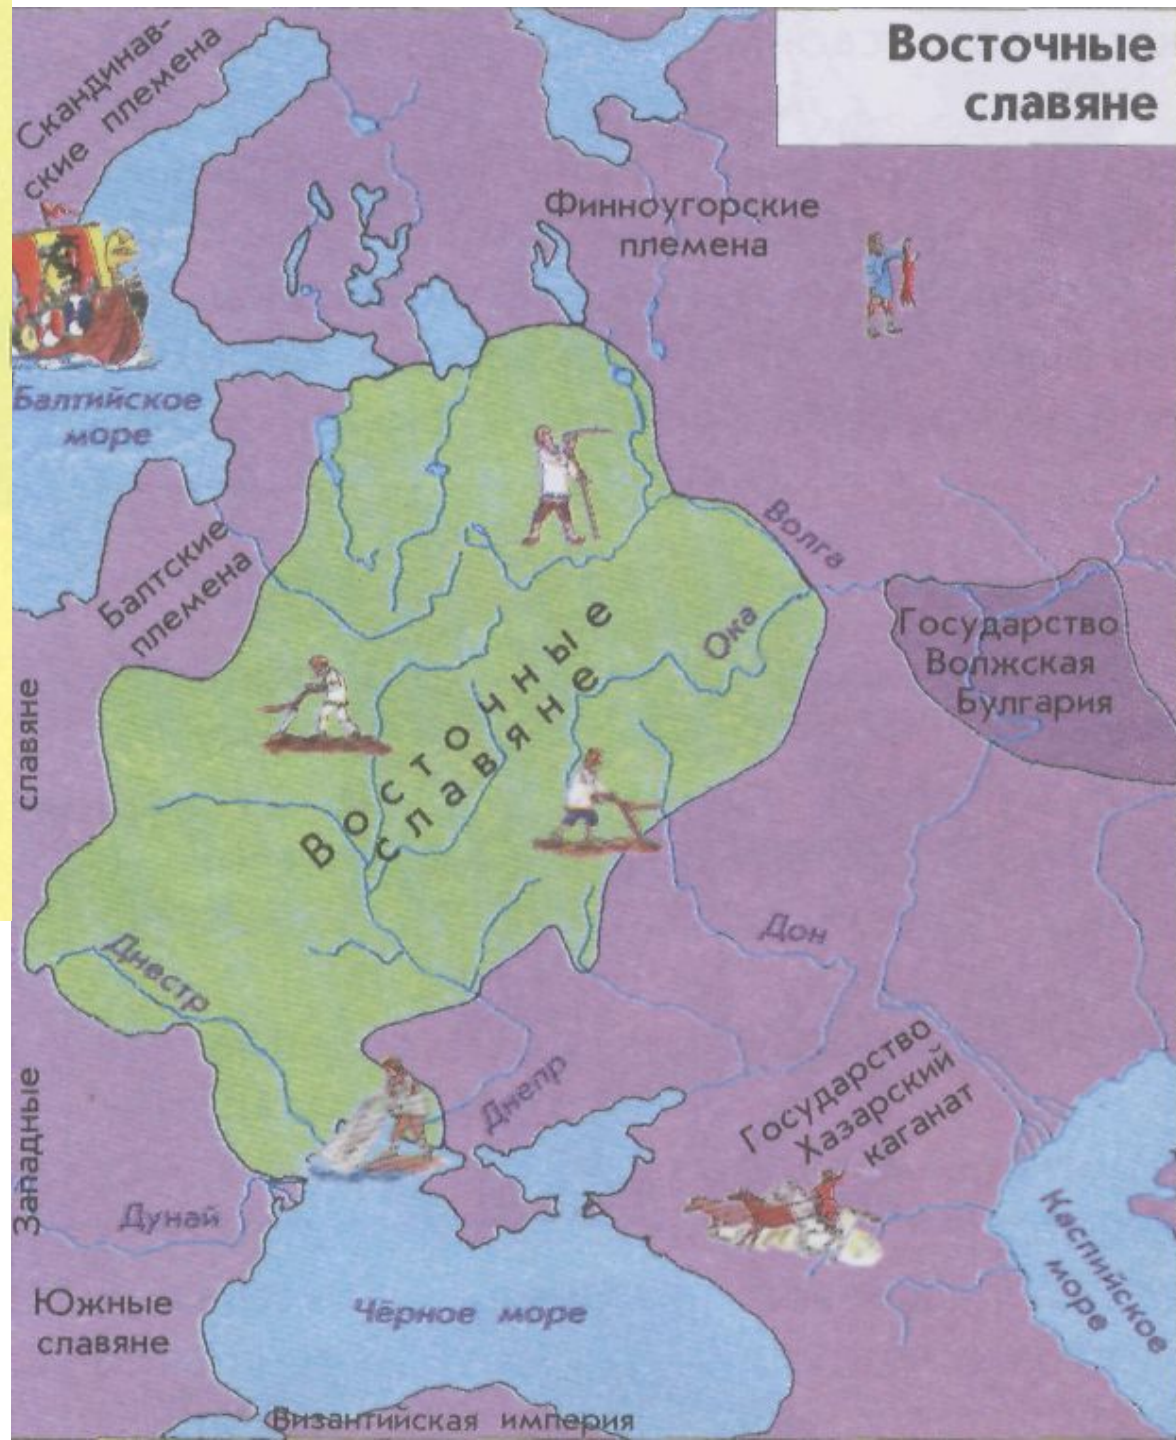 Восточные
славяне
Скандинав-
ские племена
Финноугорские
племена
Балтийское
море
Балтские
племена
Волга
Ока
Государство
Волжская
Булгария
Восточные
славяне
Западные славяне
Днестр
Дон
Днепр
Государство
Хазарский
каганат
Дунай
Каспийское
море
Южные
славяне
Чёрное море
Византийская империя